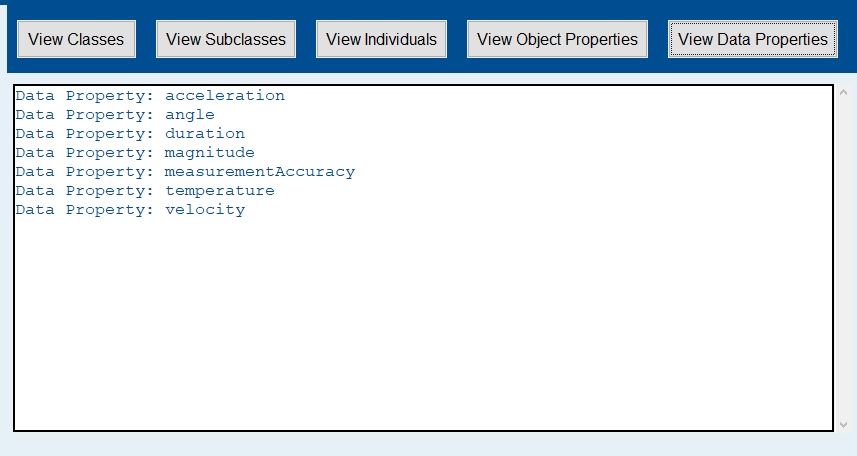 View Classes View Subclasses View Individuals View Object Properties View Data Properties
Data Property: acceleration
Data Property: angle
Data Property: duration
Data Property: magnitude
Data Property: measurementAccuracy
Data Property: temperature
Data Property: velocity